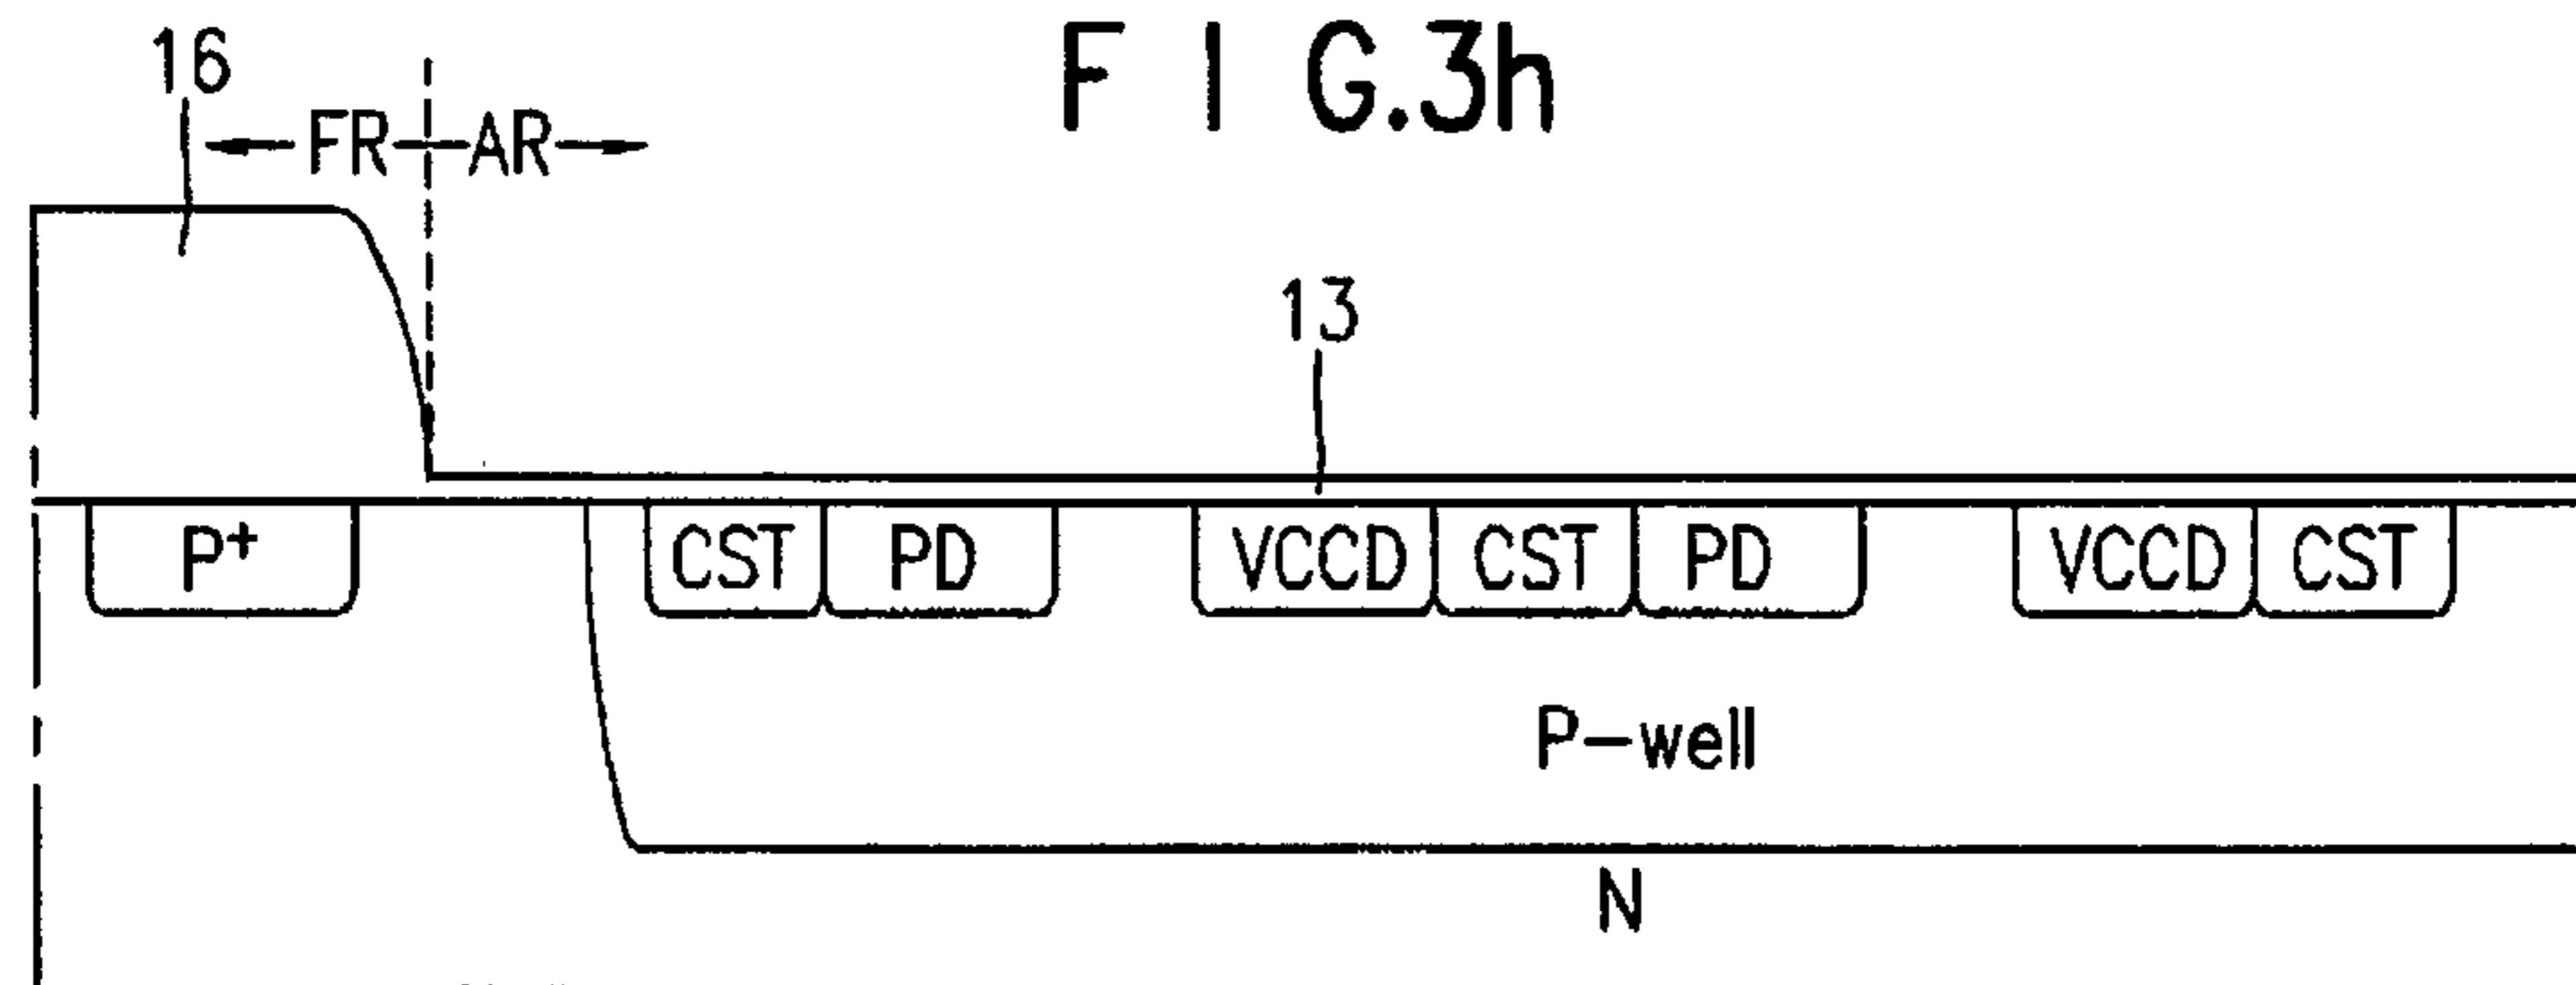 F I G.3h
16
FR AR
13
P+ CST PD VCCD CST PD VCCD CST
P-well
N